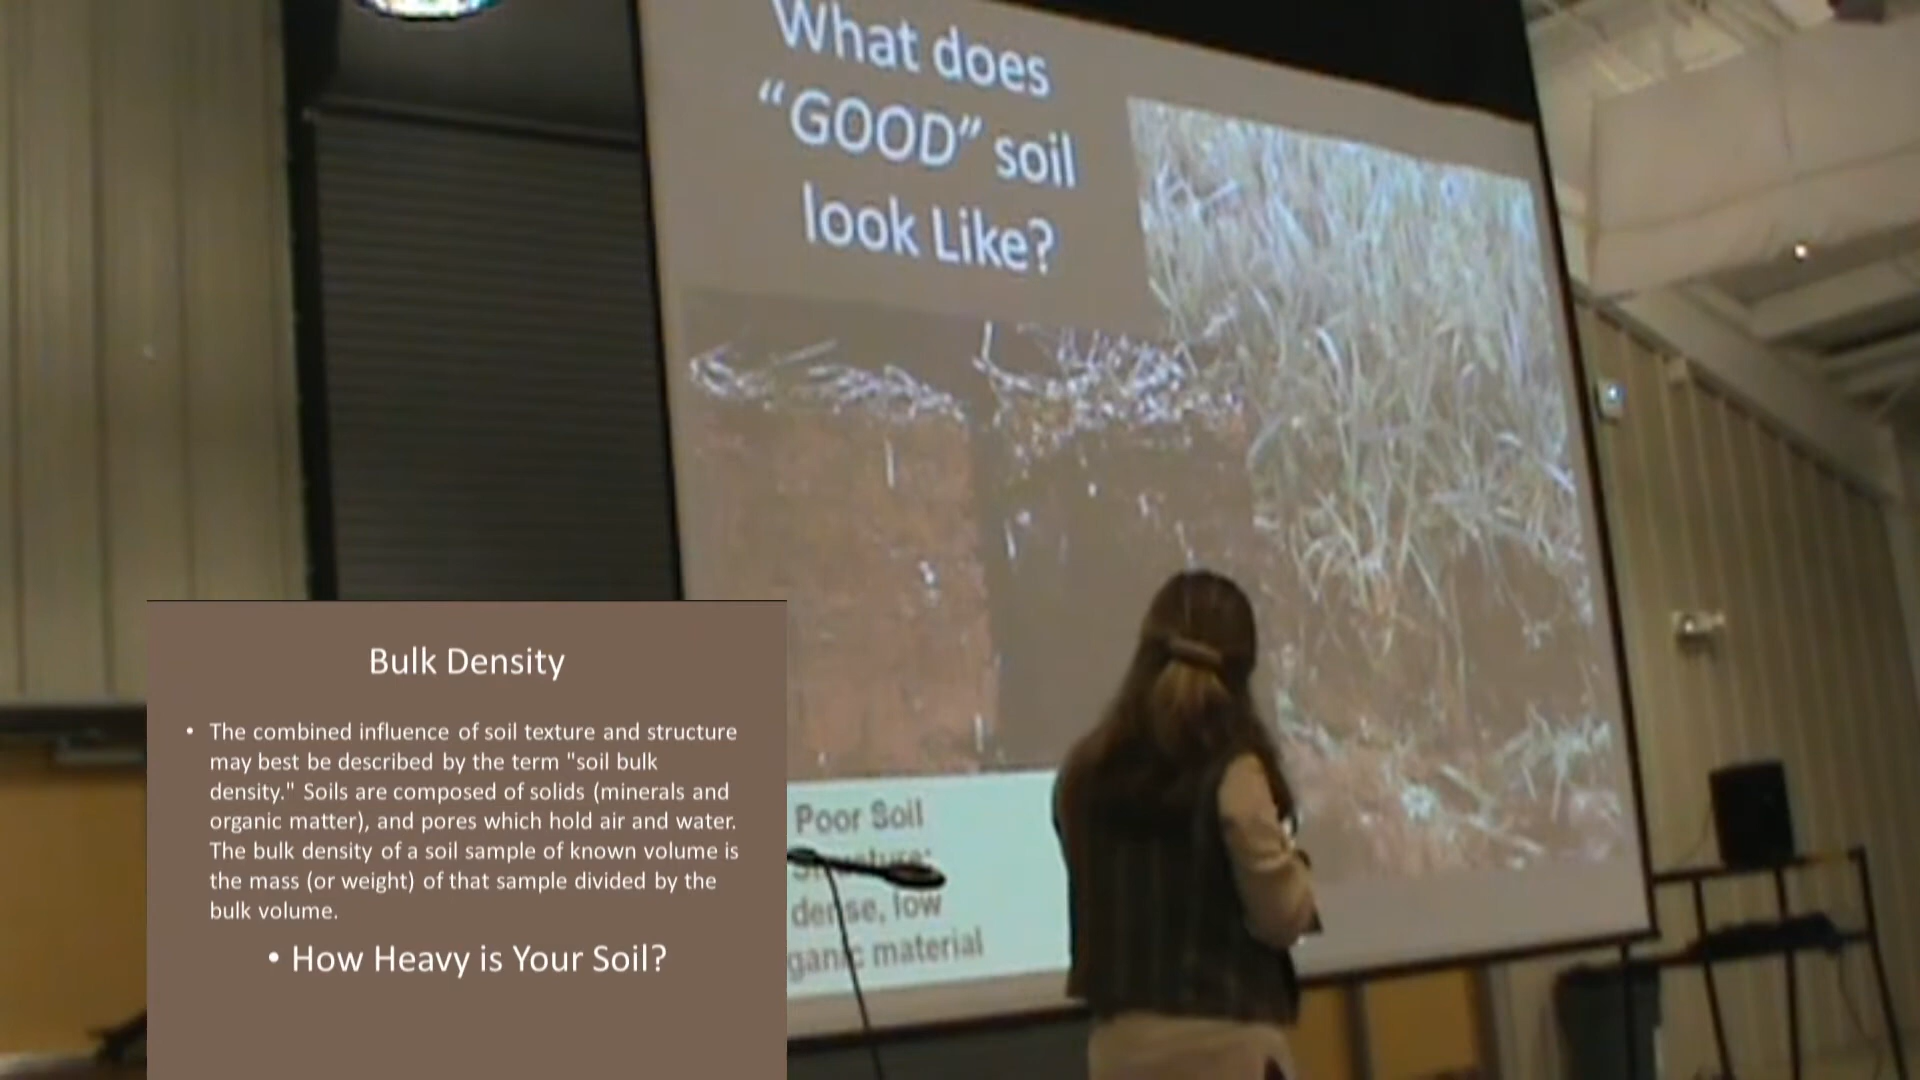 What does
“GOOD” soil
look Like?
Poor Soil
dense, low
material
Bulk Density
• The combined influence of soil texture and structure
may best be described by the term "soil bulk
density." Soils are composed of solids (minerals and
organic matter), and pores which hold air and water.
The bulk density of a soil sample of known volume is
the mass (or weight) of that sample divided by the
bulk volume.
• How Heavy is Your Soil?